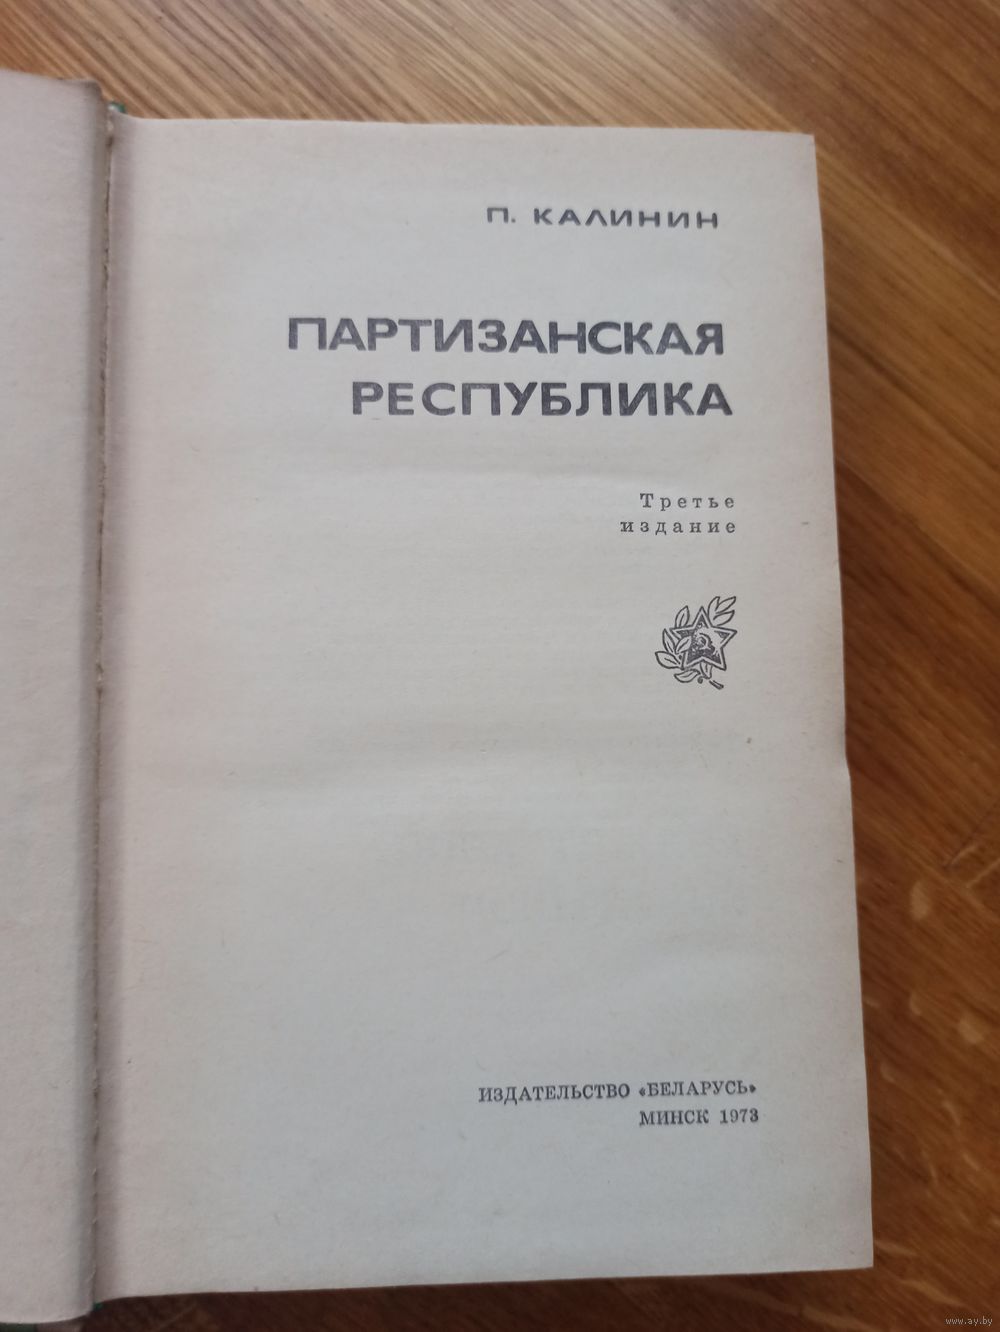 П. КАЛИНИН
ПАРТИЗАНСКАЯ
РЕСПУБЛИКА
Третье
издание
ИЗДАТЕЛЬСТВО «БЕЛАРУСЬ»
МИНСК 1973
www.ay.by